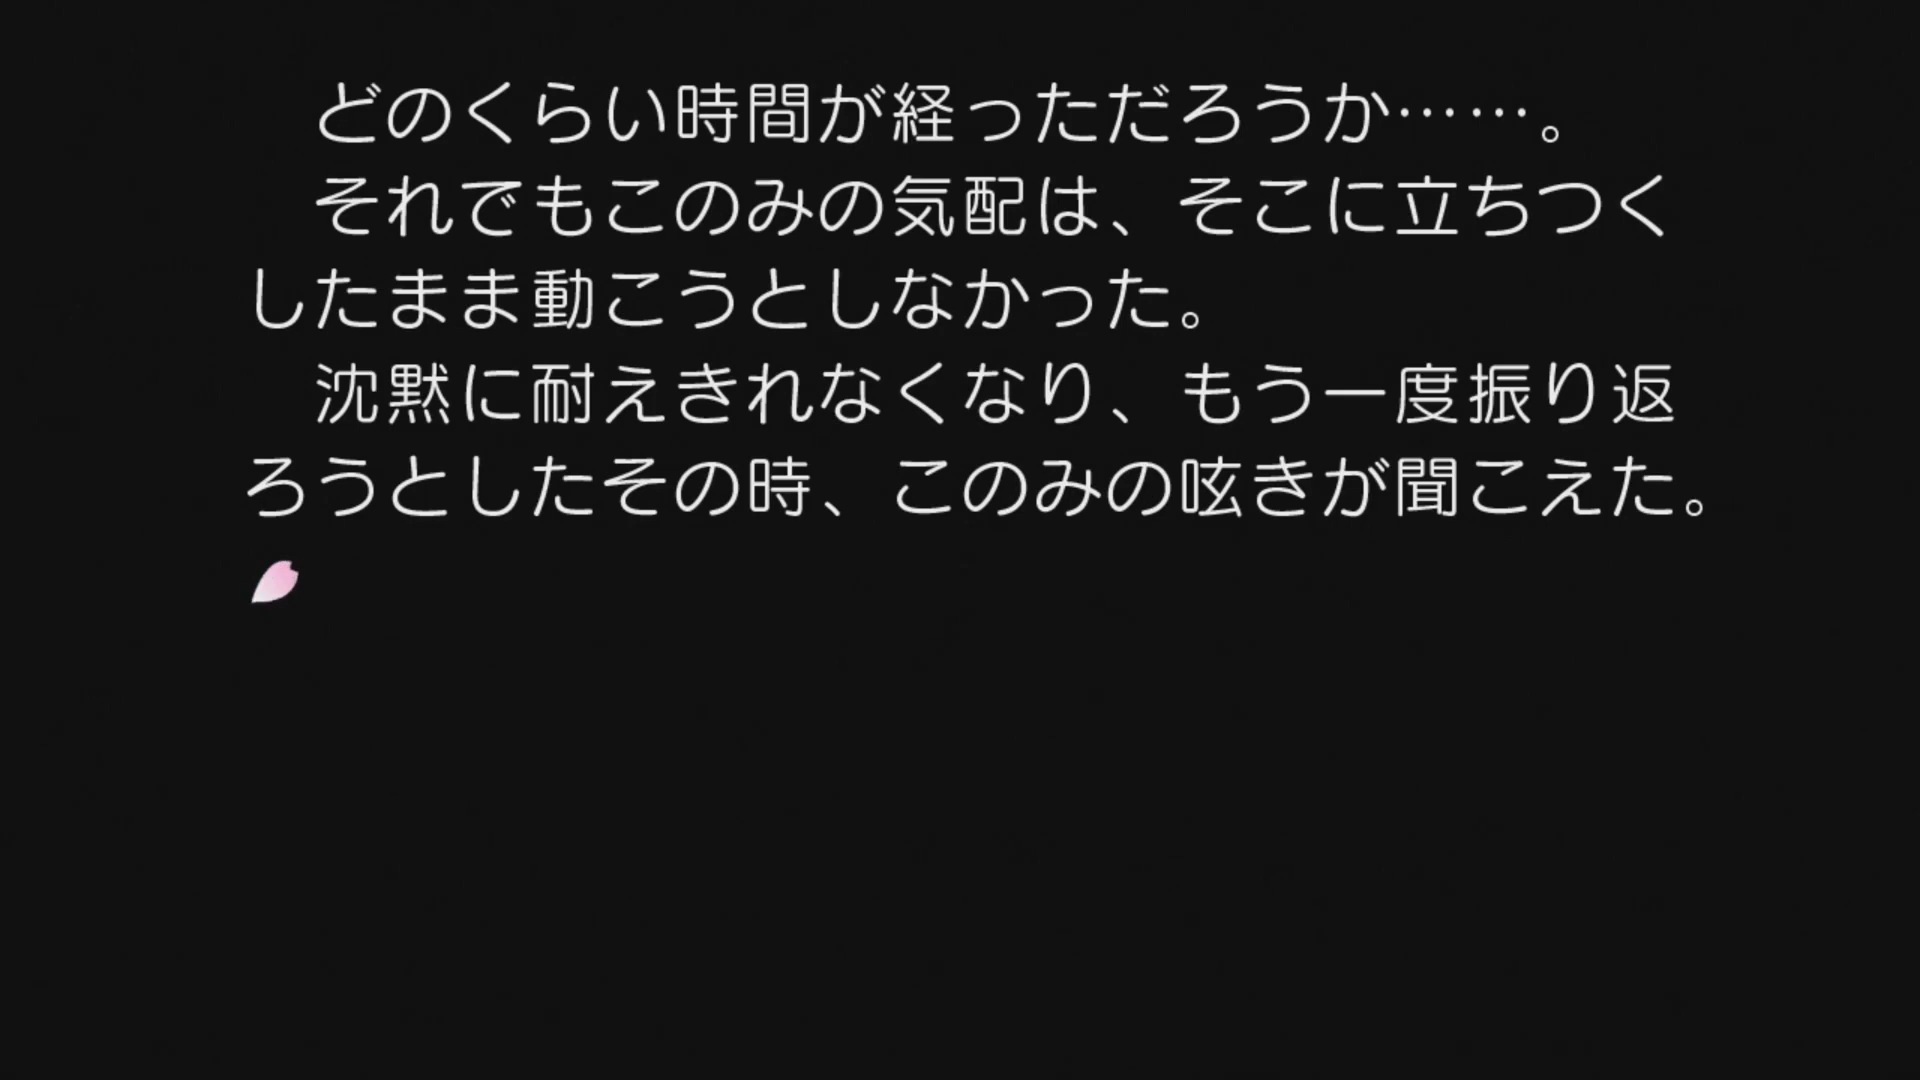 どのくらい時間が経っただろうか……。
　それでもこのみの気配は、そこに立ちつく
したまま動こうとしなかった。
　沈黙に耐えきれなくなり、もう一度振り返
ろうとしたその時、このみの呟きが聞こえた。